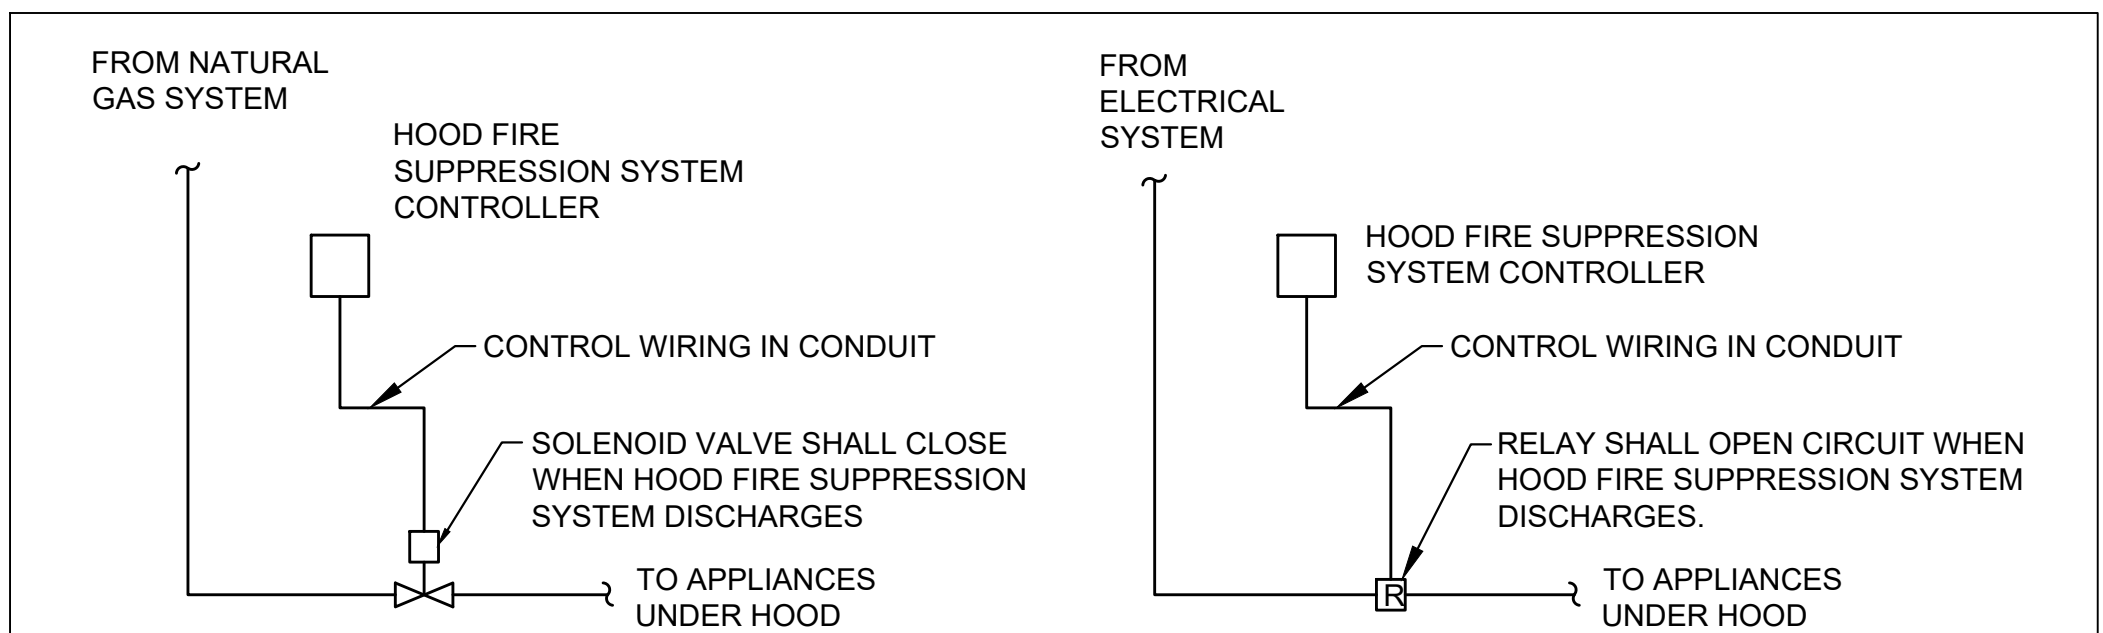 FROM NATURAL
GAS SYSTEM
HOOD FIRE
SUPPRESSION SYSTEM
CONTROLLER
CONTROL WIRING IN CONDUIT
SOLENOID VALVE SHALL CLOSE
WHEN HOOD FIRE SUPPRESSION
SYSTEM DISCHARGES
TO APPLIANCES
UNDER HOOD
FROM
ELECTRICAL
SYSTEM
HOOD FIRE SUPPRESSION
SYSTEM CONTROLLER
CONTROL WIRING IN CONDUIT
RELAY SHALL OPEN CIRCUIT WHEN
HOOD FIRE SUPPRESSION SYSTEM
DISCHARGES.
R
TO APPLIANCES
UNDER HOOD